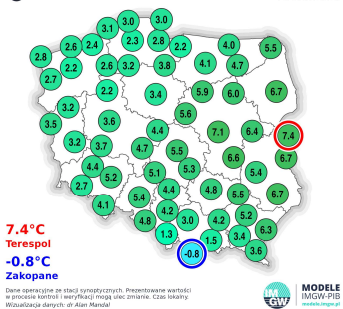 3.1 3.0 3.0
2.8 2.6 2.4 2.3 2.8 2.2 4.0 5.5
2.7 2.2 2.6 3.2 3.8 4.1 4.7
2.2 3.4 5.9 6.0 6.7
3.2
3.5 3.6 4.4 5.6 7.1 6.4 7.4
3.2 3.7 4.7 5.5 6.6 6.7
4.4 5.2 5.1 5.3 5.4
2.7 5.4 4.4 4.8 5.5 6.7
4.1 4.2
4.8 3.0 4.2 5.2
1.3 1.5 3.4 6.3
-0.8 3.6
7.4°C
Terespol
-0.8°C
Zakopane
Dane operacyjne ze stacji synoptycznych. Prezentowane wartości
w procesie kontroli i weryfikacji mogą ulec zmianie. Czas lokalny.
Wizualizacja danych: dr Alan Mandal
IM
GW
MODELE
IMGW-PIB
modele.imgw.pl